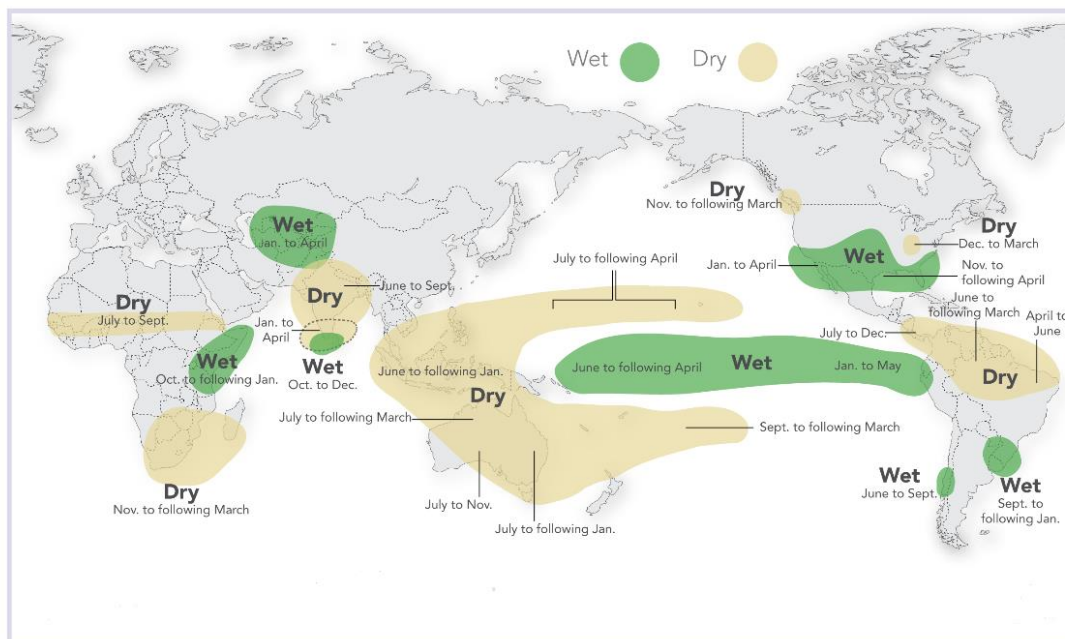 Wet
Dry
Dry
Nov. to following March
Wet
Jan. to April
Dry
Dec. to March
July to following April
Jan. to April
Wet
Nov. to
following April
June to Sept.
Dry
Dry
July to Sept.
Jan. to
April
June to
following March
April to
June
July to Dec.
Wet
Oct. to following Jan.
Wet
Oct. to Dec.
June to following Jan.
Dry
June to following April
Wet
Jan. to May
Dry
July to following March
Sept. to following March
Dry
Nov. to following March
July to Nov.
July to following Jan.
Wet
June to Sept.
Wet
Sept. to
following Jan.